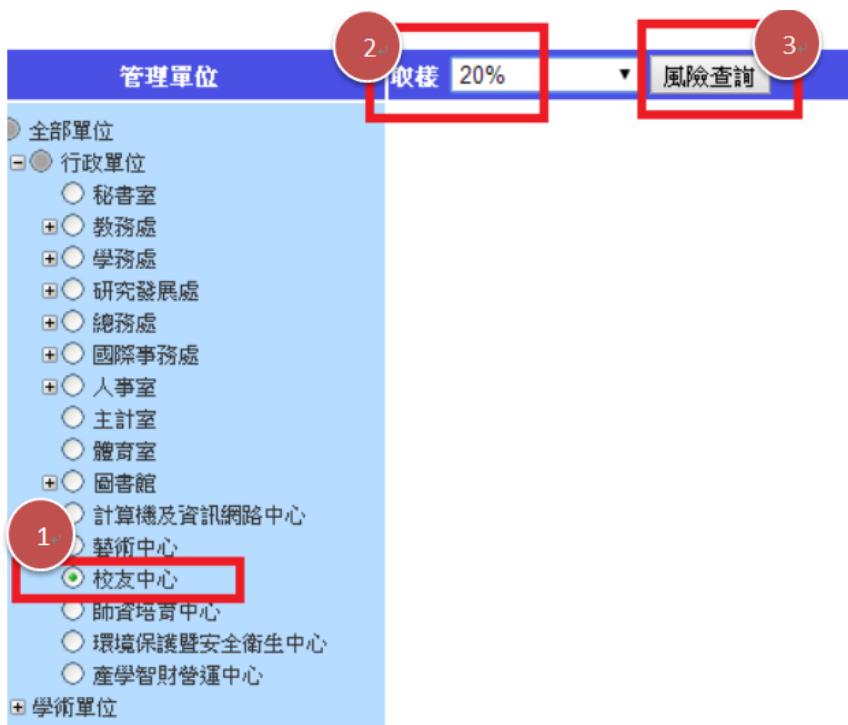 管理單位 取樣 20% 風險查詢
2
3
全部單位
行政單位
秘書室
教務處
學務處
研究發展處
總務處
國際事務處
人事室
主計室
體育室
圖書館
計算機及資訊網路中心
1
藝術中心
校友中心
師資培育中心
環境保護暨安全衛生中心
產學智財營運中心
學術單位